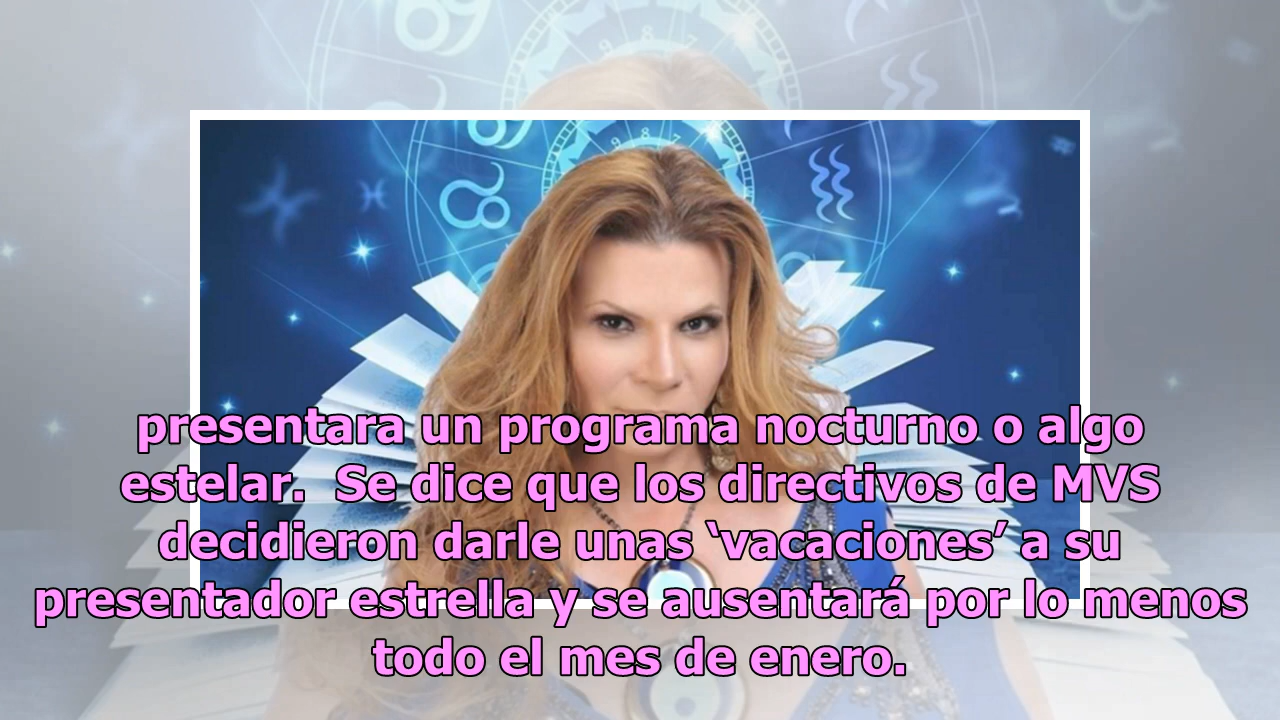 presentara un programa nocturno o algo
estelar.  Se dice que los directivos de MVS
decidieron darle unas ‘vacaciones’ a su
presentador estrella y se ausentará por lo menos
todo el mes de enero.